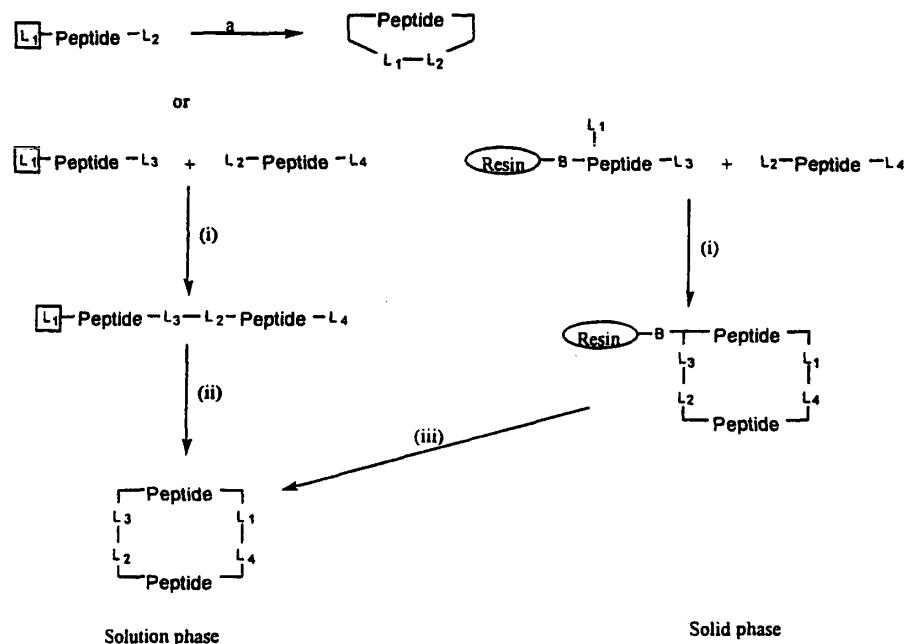 L1-Peptide-L2 a Peptide
L1-L2
or
L1
L1-Peptide-L3 + L2-Peptide-L4 Resin-B-Peptide-L3 + L2-Peptide-L4
(i) (i)
L1-Peptide-L3-L2-Peptide-L4
Resin-B Peptide
L3 L1
L2 L4
Peptide
(ii)
(iii)
Peptide
L3 L1
L2 L4
Peptide
Solution phase Solid phase